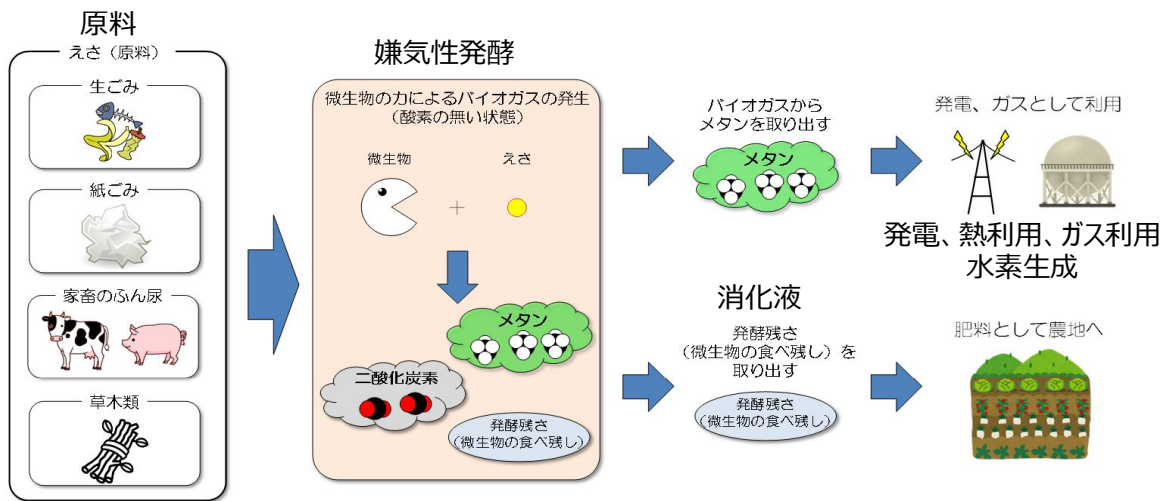 原料
えさ（原料）
生ごみ
紙ごみ
家畜のふん尿
草木類
嫌気性発酵
微生物の力によるバイオガスの発生
（酸素の無い状態）
微生物
えさ
+
メタン
二酸化炭素
発酵残さ
（微生物の食べ残し）
バイオガスから
メタンを取り出す
メタン
発電、ガスとして利用
発電、熱利用、ガス利用
水素生成
消化液
発酵残さ
（微生物の食べ残し）を
取り出す
発酵残さ
（微生物の食べ残し）
肥料として農地へ